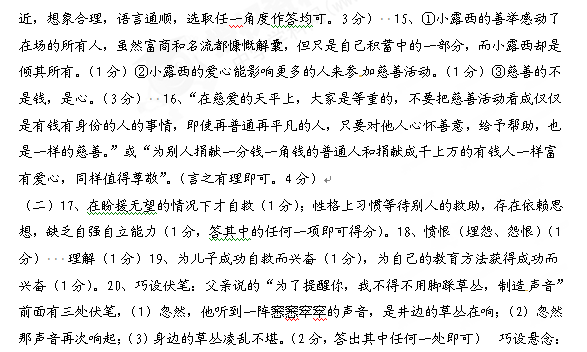 近，想象合理，语言通顺，选取任一角度作答均可。3 分）··15、①小露西的善举感动了
在场的所有人，虽然富商和名流都慷慨解囊，但只是自己积蓄中的一部分，而小露西却是
倾其所有。（1 分）②小露西的爱心能影响更多的人来参加慈善活动。（1 分）③慈善的不
是钱，是心。（3 分）··16、“在慈爱的天平上，大家是等重的，不要把慈善活动看成仅仅
是有钱有身份的人的事情，即使再普通再平凡的人，只要对他人心怀善意，给予帮助，也
是一样的慈善。”或“为别人捐献一分钱一角钱的普通人和捐献成千上万的有钱人一样富
有爱心，同样值得尊敬”。（言之有理即可。4 分）
（二）17、在盼援无望的情况下才自救（1 分）；性格上习惯等待别人的救助，存在依赖思
想，缺乏自强自立能力（1 分，答其中的任何一项即可得分）。18、愤恨（埋怨、怨恨）（1
分）··理解（1 分）19、为儿子成功自救而兴奋（1 分），为自己的教育方法获得成功而
兴奋（1 分）。20、巧设伏笔：父亲说的“为了提醒你，我不得不用脚踩草丛，制造声音”
前面有三处伏笔，（1）忽然，他听到一阵窸窸窣窣的声音，是井边的草丛在响；（2）忽然
那声音再次响起；（3）身边的草丛凌乱不堪。（2 分，答出其中任何一处即可） 巧设悬念：